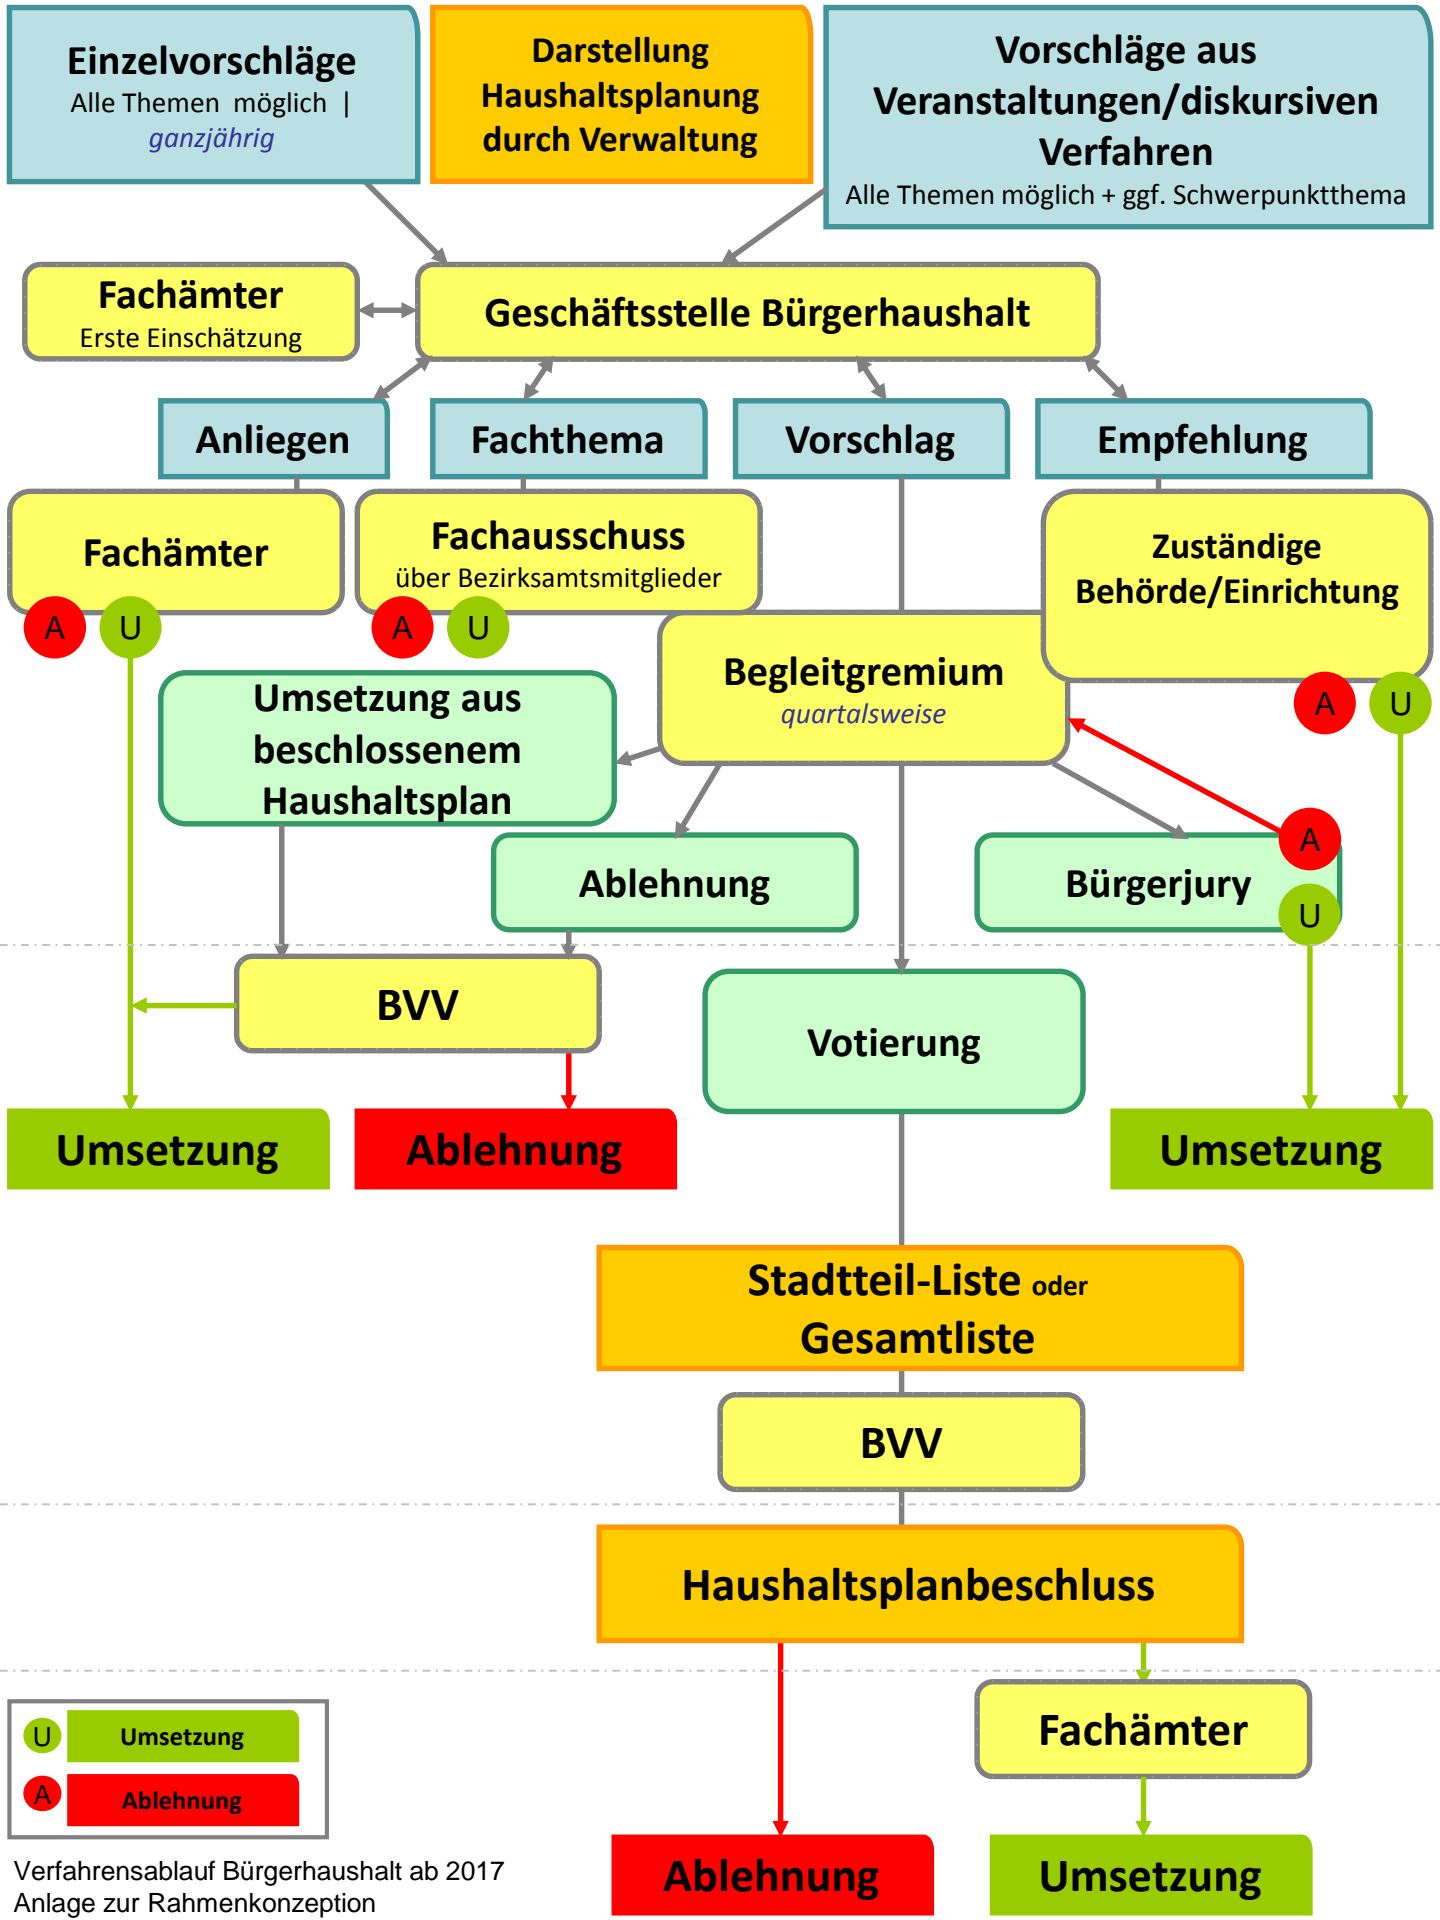 Einzelvorschläge
Alle Themen möglich |
ganzjährig
Darstellung
Haushaltsplanung
durch Verwaltung
Vorschläge aus
Veranstaltungen/diskursiven
Verfahren
Alle Themen möglich + ggf. Schwerpunktthema
Fachämter
Erste Einschätzung
Geschäftsstelle Bürgerhaushalt
Anliegen
Fachthema
Vorschlag
Empfehlung
Fachämter
A
U
Fachausschuss
über Bezirksamtsmitglieder
A
U
Zuständige
Behörde/Einrichtung
A
U
Begleitgremium
quartalsweise
Umsetzung aus
beschlossenem
Haushaltsplan
Ablehnung
Bürgerjury
A
U
BVV
Votierung
Umsetzung
Ablehnung
Umsetzung
Stadtteil-Liste oder
Gesamtliste
BVV
Haushaltsplanbeschluss
Fachämter
Ablehnung
Umsetzung
U
Umsetzung
A
Ablehnung
Verfahrensablauf Bürgerhaushalt ab 2017
Anlage zur Rahmenkonzeption